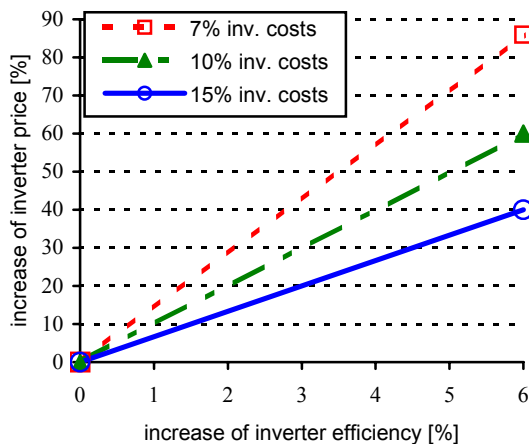 90
80
70
60
50
40
30
20
10
0
increase of inverter price [%]
7% inv. costs
10% inv. costs
15% inv. costs
0 1 2 3 4 5 6
increase of inverter efficiency [%]